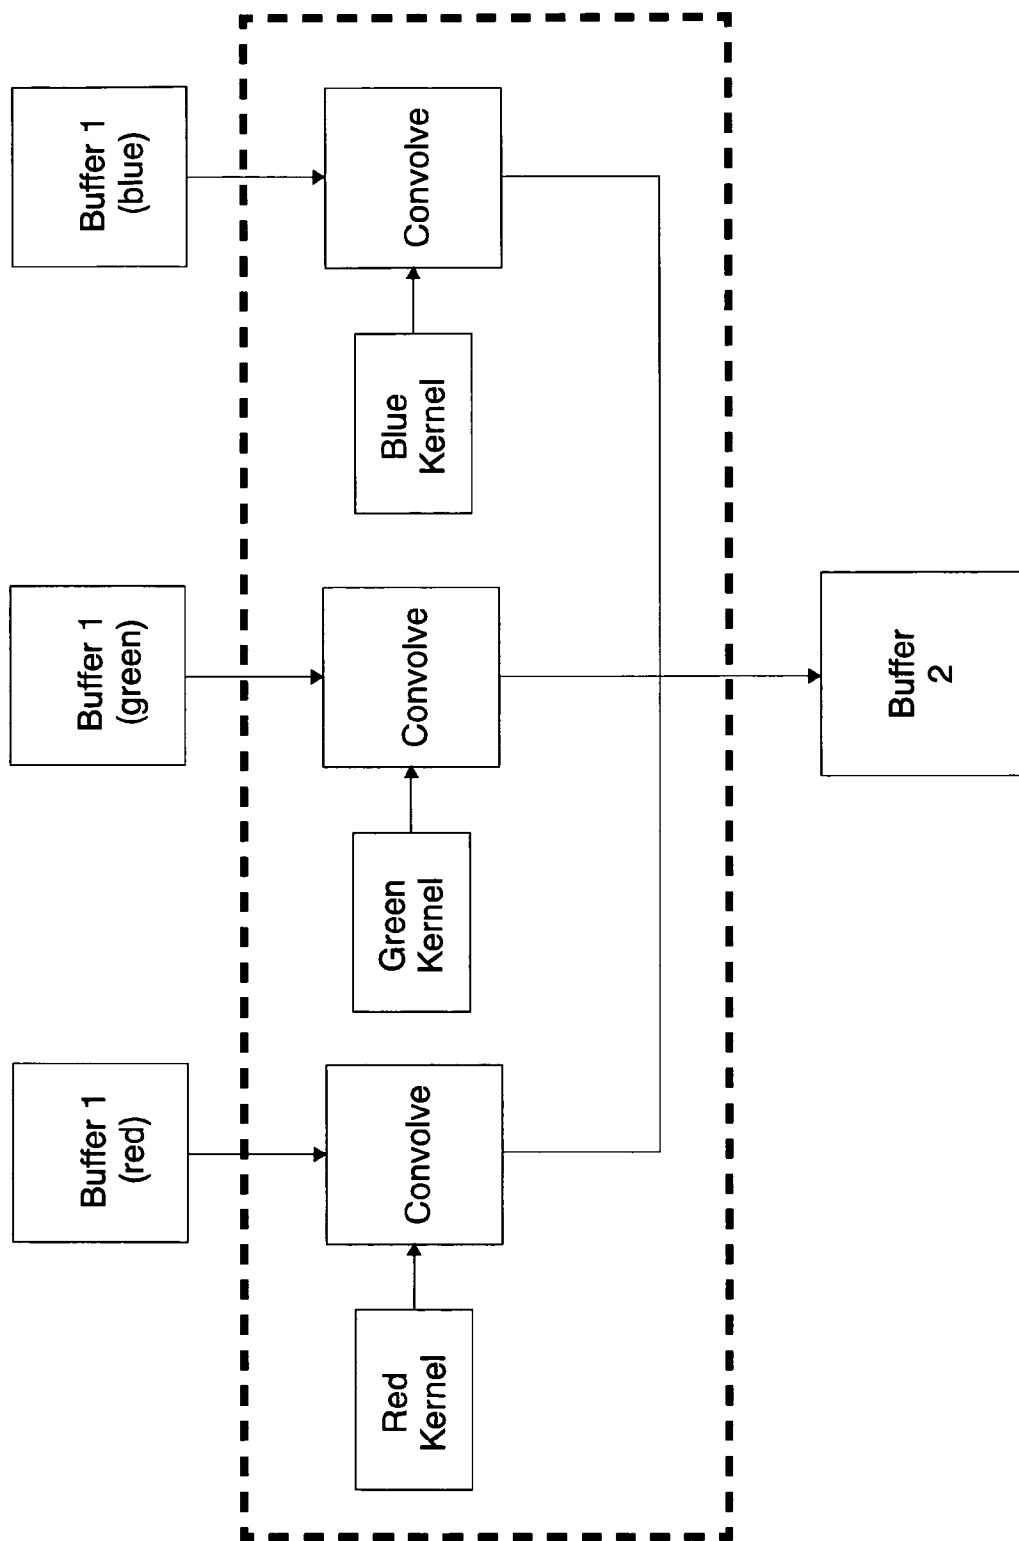 Buffer 1
(red)
Buffer 1
(green)
Buffer 1
(blue)
Red
Kernel
Convolve
Green
Kernel
Convolve
Blue
Kernel
Convolve
Buffer
2